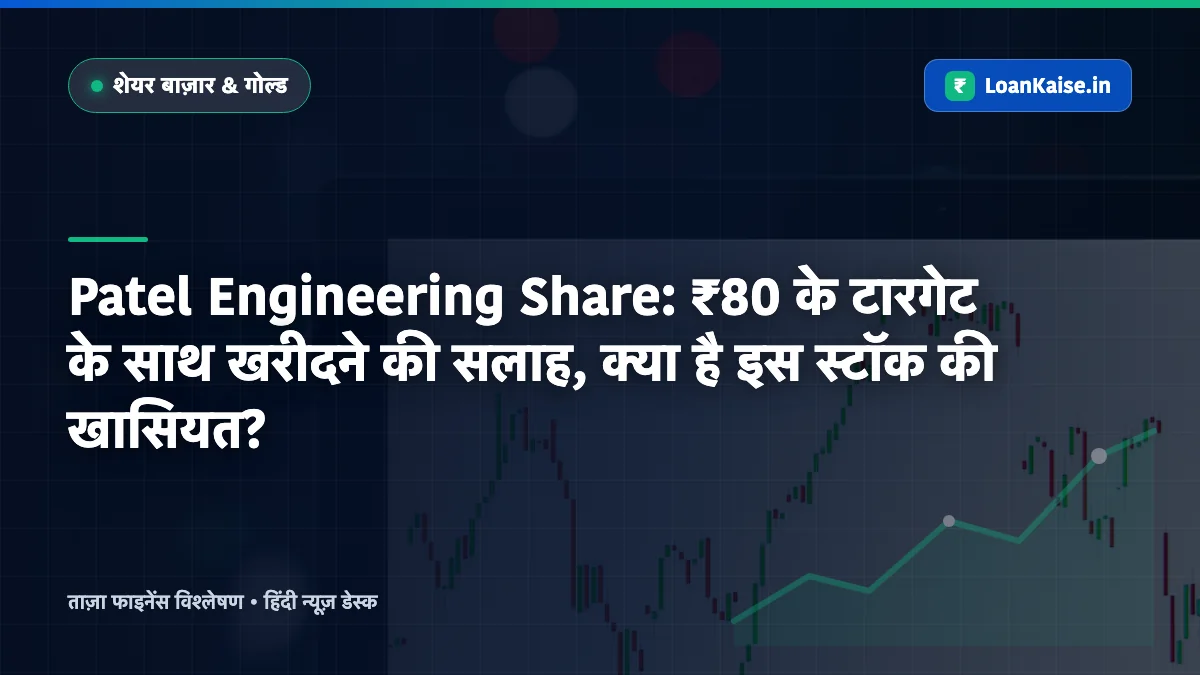 शेयर बाज़ार & गोल्ड
₹ LoanKaise.in
Patel Engineering Share: ₹80 के टारगेट
के साथ खरीदने की सलाह, क्या है इस स्टॉक की
खासियत?
ताज़ा फाइनेंस विश्लेषण • हिंदी न्यूज़ डेस्क